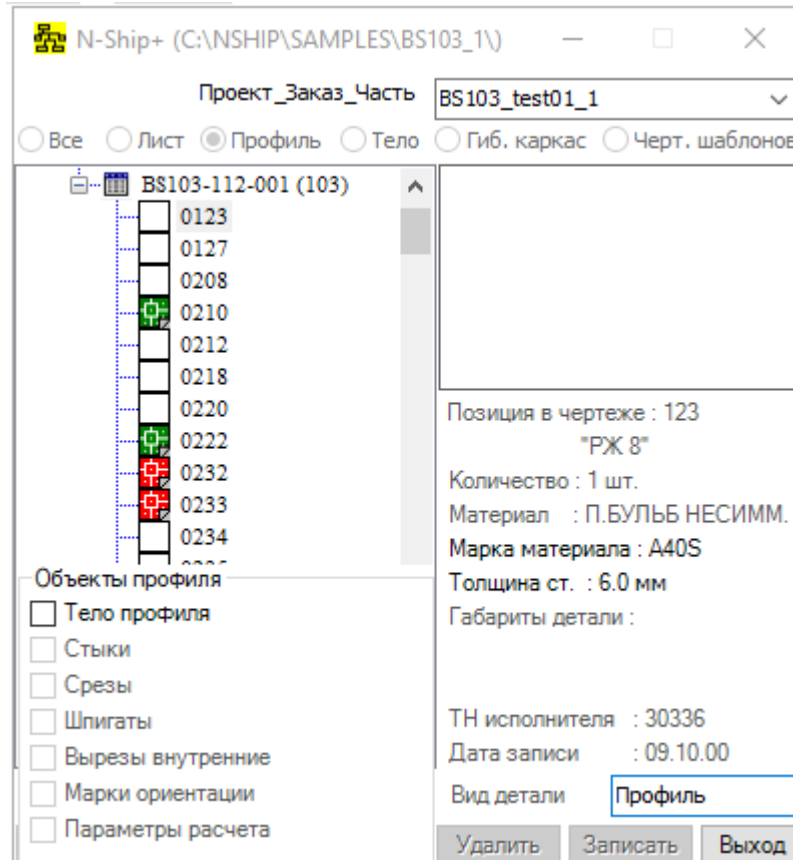 N-Ship+ (C:\NSHIP\SAMPLES\BS103_1\)
Проект_Заказ_Часть
BS103_test01_1
Все Лист Профиль Тело Гиб. каркас Черт. шаблонов
BS103-112-001 (103)
0123
0127
0208
0210
0212
0218
0220
0222
0232
0233
0234
Позиция в чертеже : 123
"РЖ 8"
Количество : 1 шт.
Материал : П.БУЛЬБ НЕСИММ.
Марка материала : A40S
Толщина ст. : 6.0 мм
Габариты детали :
ТН исполнителя : 30336
Дата записи : 09.10.00
Вид детали Профиль
Удалить Записать Выход
Объекты профиля
Тело профиля
Стыки
Срезы
Шпигаты
Вырезы внутренние
Марки ориентации
Параметры расчета